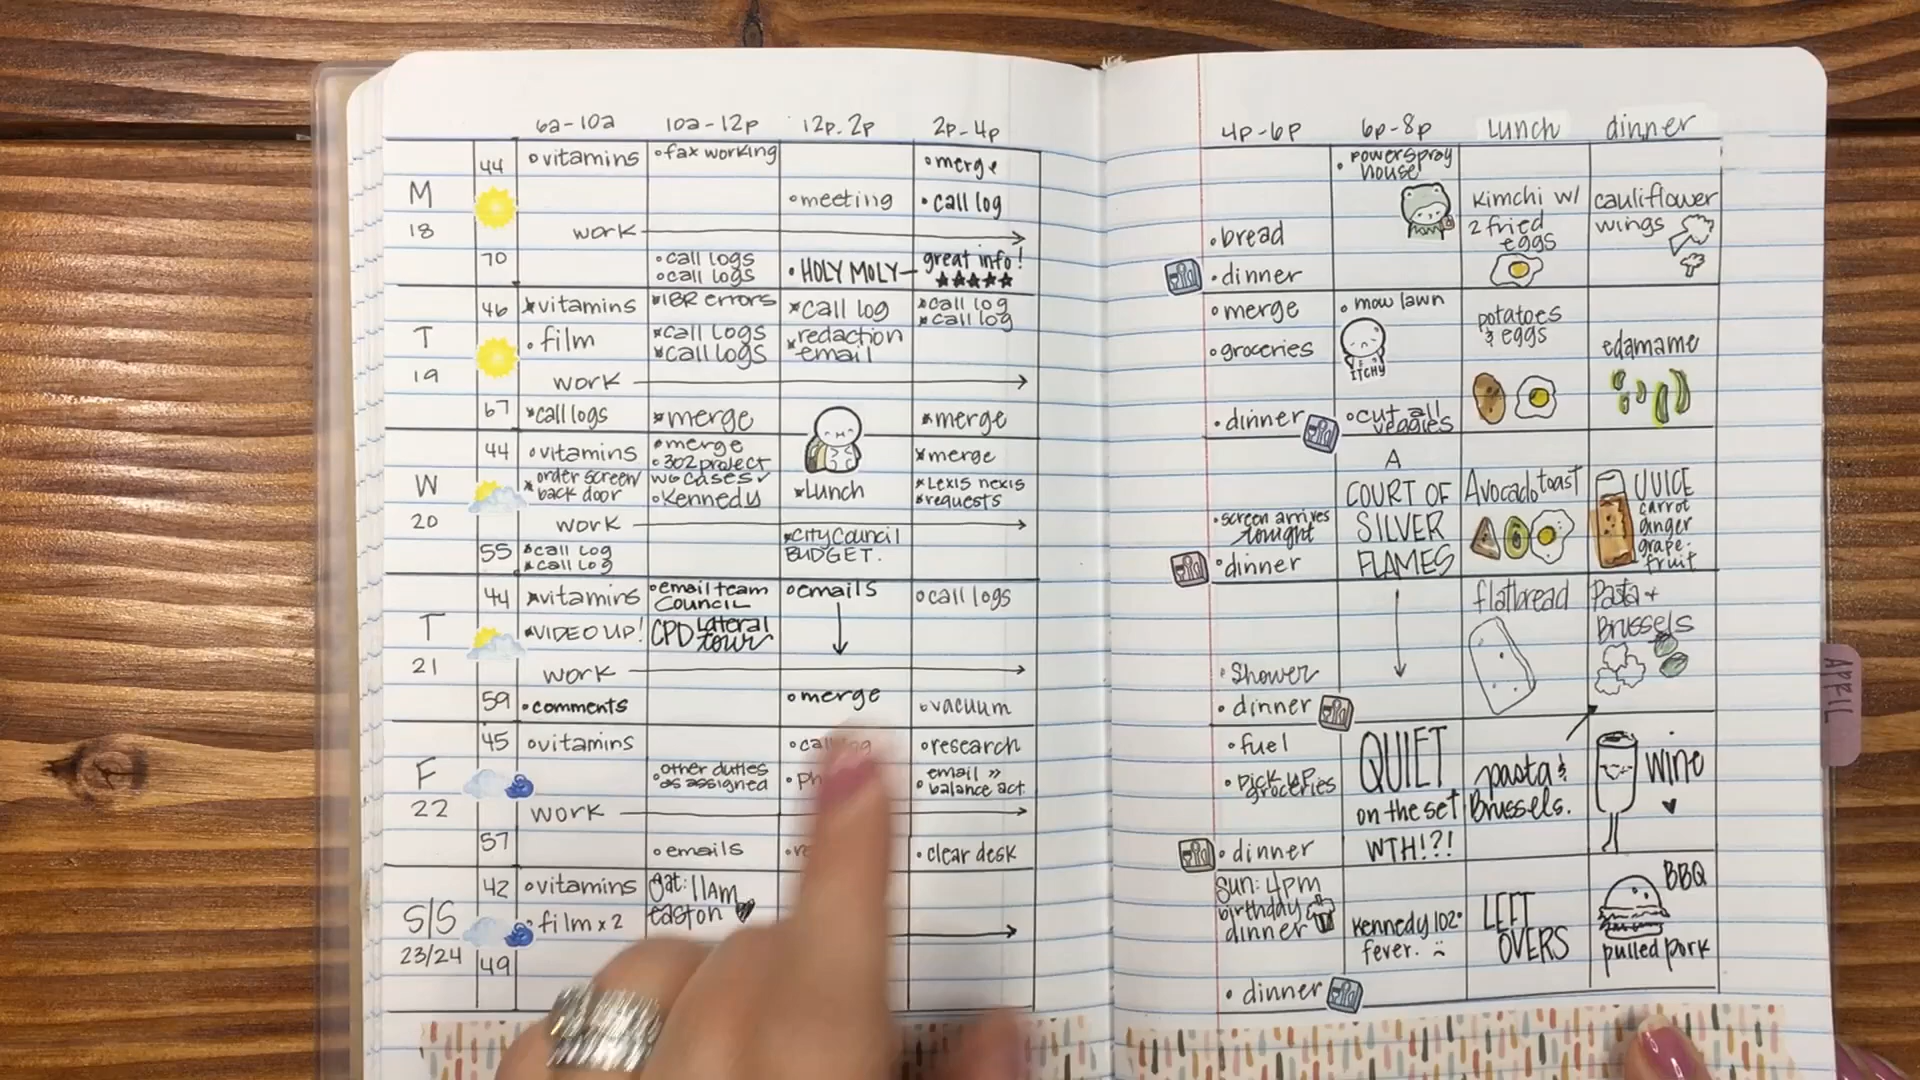 6a-10a 10a-12p 12p-2p 2p-4p
M
18
44
70
vitamins
fax working
merge
meeting
call log
work
call logs
call logs
HOLY MOLY
great info!
T
19
46
67
vitamins
IBR errors
call log
call log
call log
film
call logs
call logs
redaction
email
work
call logs
merge
merge
W
20
44
55
vitamins
merge
302 project
merge
order screen/
back door
WG cases
Kennedy
Lunch
Lexis nexis
requests
work
call log
call log
City Council
BUDGET.
T
21
44
59
vitamins
email team
Council
emails
call logs
VIDEO UP!
CPD Lateral
tour
work
comments
merge
vacuum
F
22
45
57
vitamins
research
other duties
as assigned
email »
balance act.
work
emails
clear desk
S/S
23/24
42
49
vitamins
Sat: 11AM
easton
film x 2
4p-6p 6p-8p Lunch dinner
powerspray
house
kimchi w/
2 fried
eggs
cauliflower
wings
bread
dinner
merge
mow lawn
potatoes
& eggs
groceries
ITCHY
edamame
dinner
cut all
veggies
A
COURT OF
SILVER
FLAMES
Avocado toast
JUICE
carrot
ginger
grape-
fruit
screen arrives
tonight
dinner
flatbread
Pasta +
Brussels
Shower
dinner
fuel
pick up
groceries
QUIET
on the set
WTH!?!
pasta &
Brussels.
wine
dinner
Sun: 4pm
birthday
dinner
Kennedy 102°
fever.
LEFT
OVERS
BBQ
pulled pork
dinner
APRIL